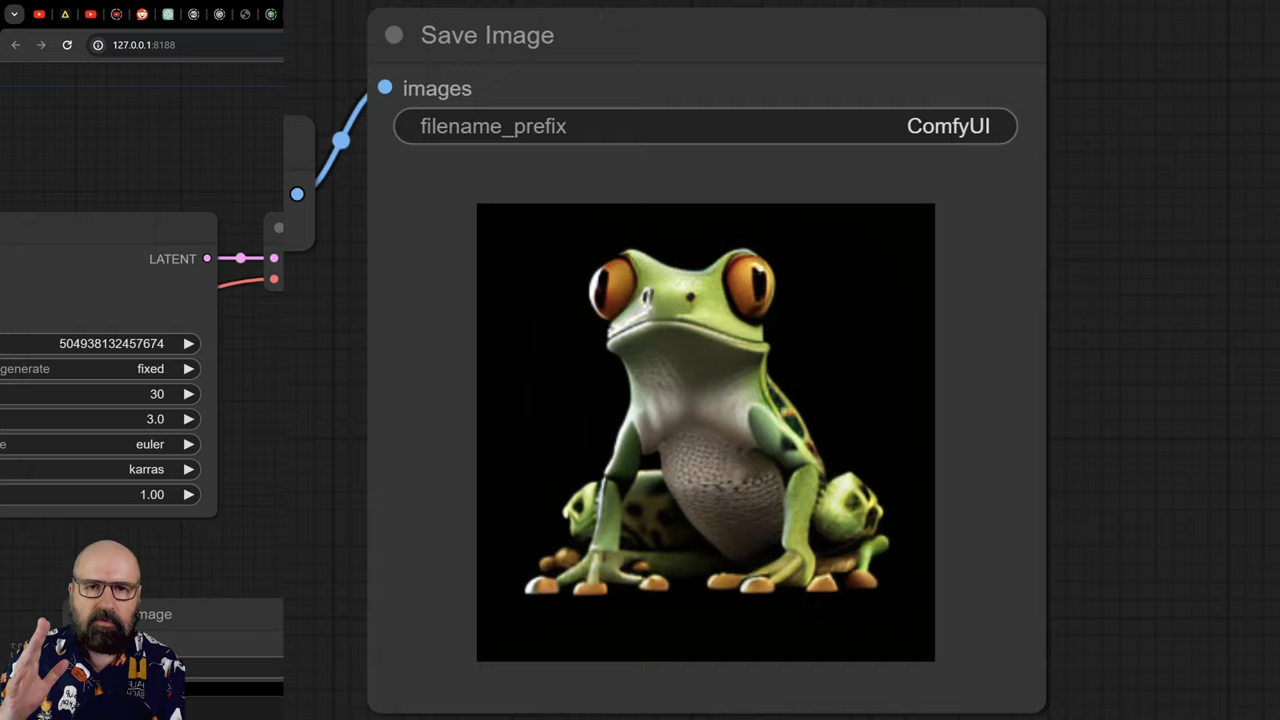 127.0.0.1:8188
Save Image
images
filename_prefix ComfyUI
LATENT
504938132457674
generate fixed
30
3.0
euler
karras
1.00
mage